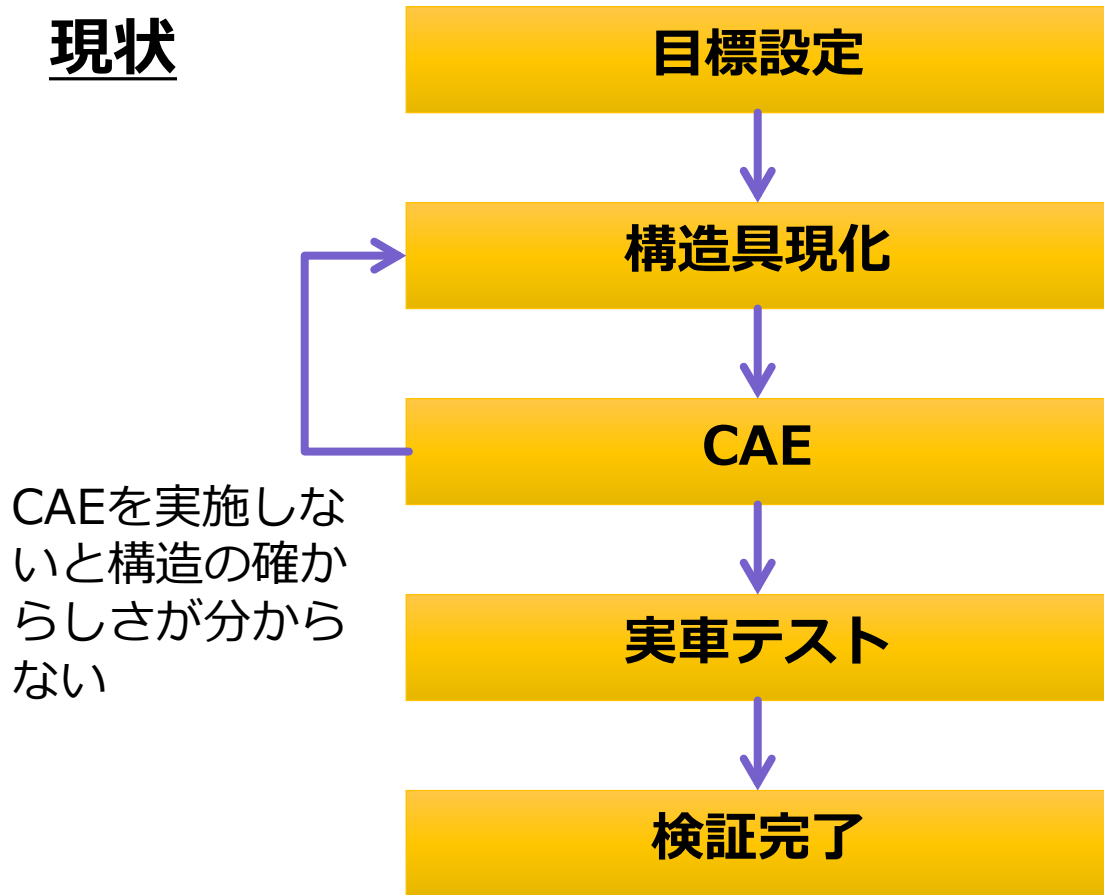 現状
目標設定
構造具現化
CAE
CAEを実施しな
いと構造の確か
らしさが分から
ない
実車テスト
検証完了